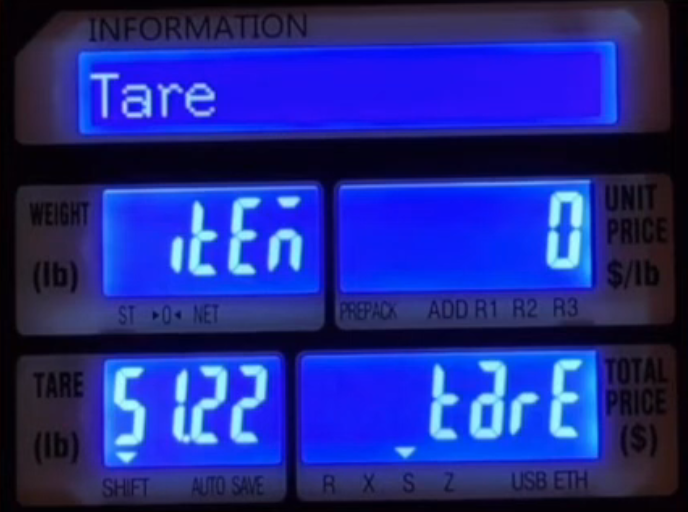 INFORMATION
Tare
WEIGHT (lb)
itEm
0
UNIT PRICE $/lb
ST ▸0◂ NET
PREPACK ADD R1 R2 R3
TARE (lb)
51.22
tarE
TOTAL PRICE ($)
SHIFT AUTO SAVE
R X S Z USB ETH